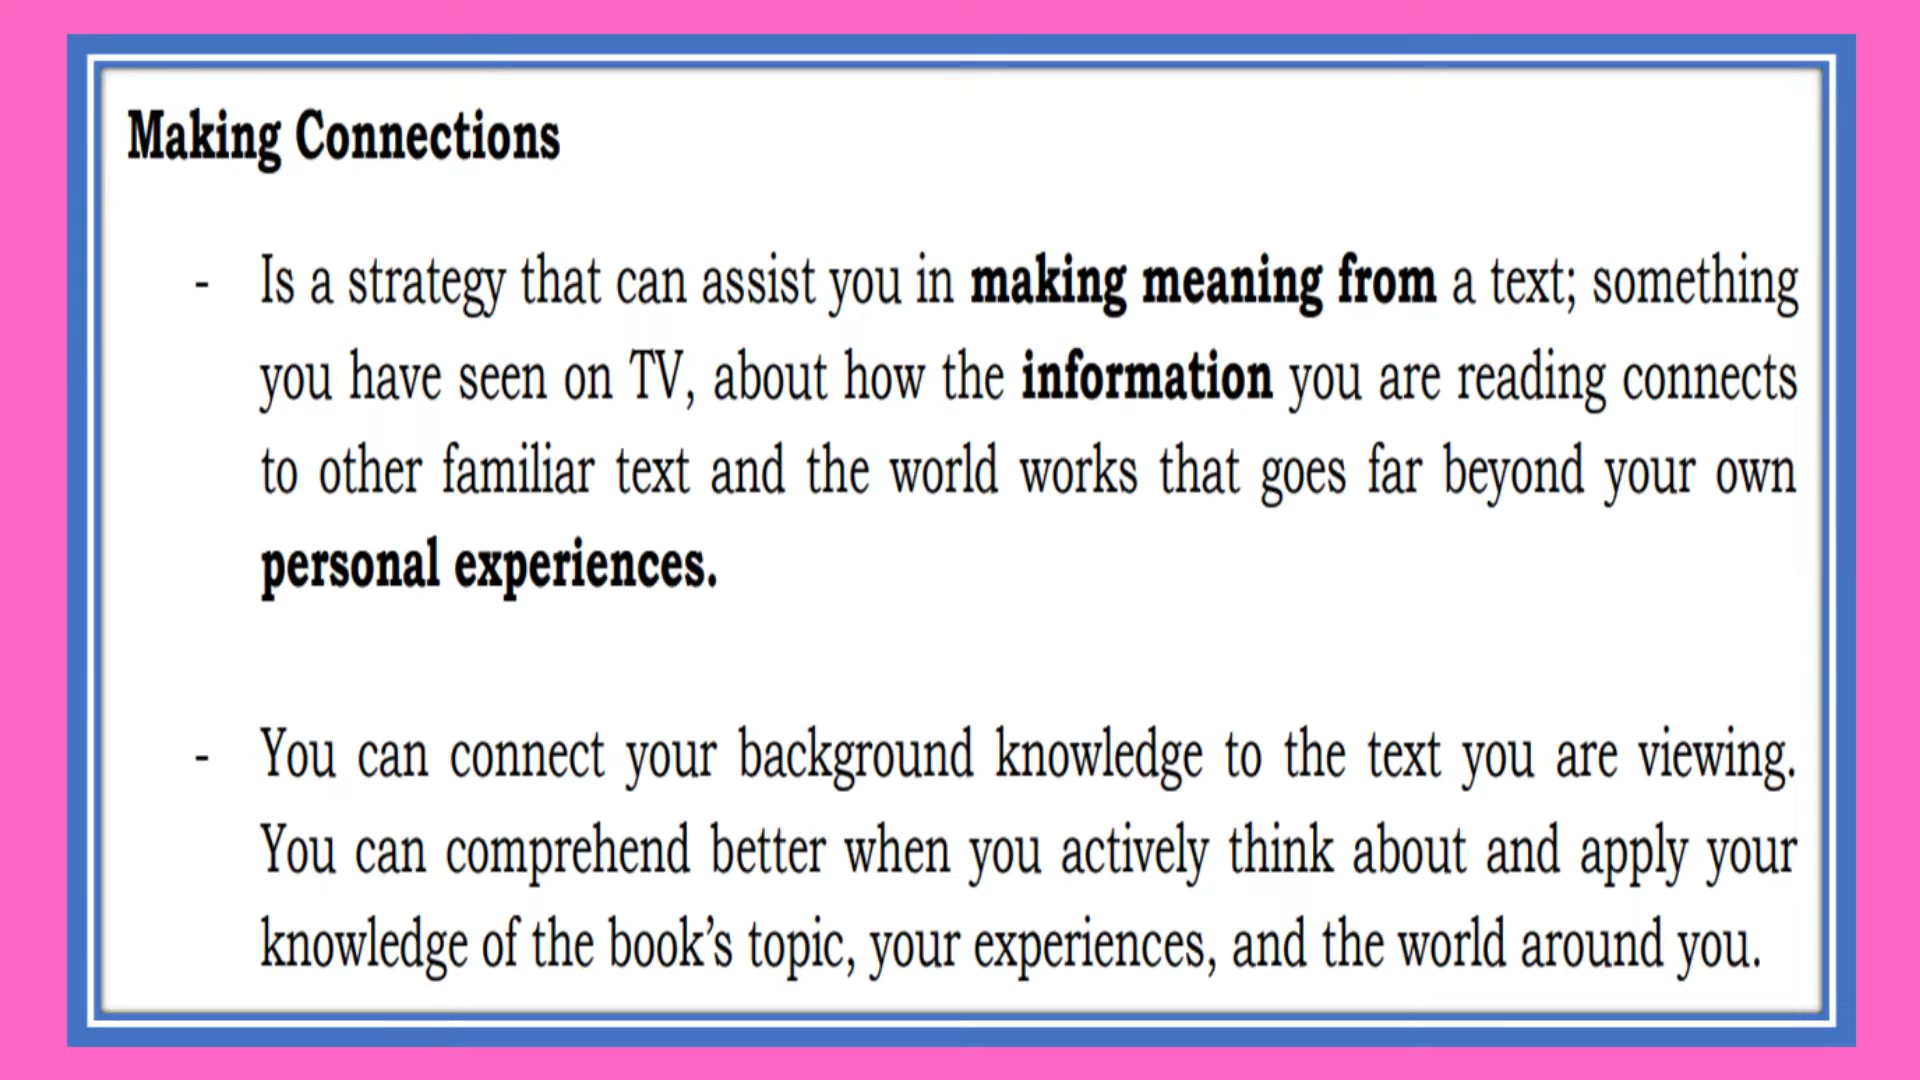 Making Connections
- Is a strategy that can assist you in making meaning from a text; something
you have seen on TV, about how the information you are reading connects
to other familiar text and the world works that goes far beyond your own
personal experiences.
- You can connect your background knowledge to the text you are viewing.
You can comprehend better when you actively think about and apply your
knowledge of the book’s topic, your experiences, and the world around you.